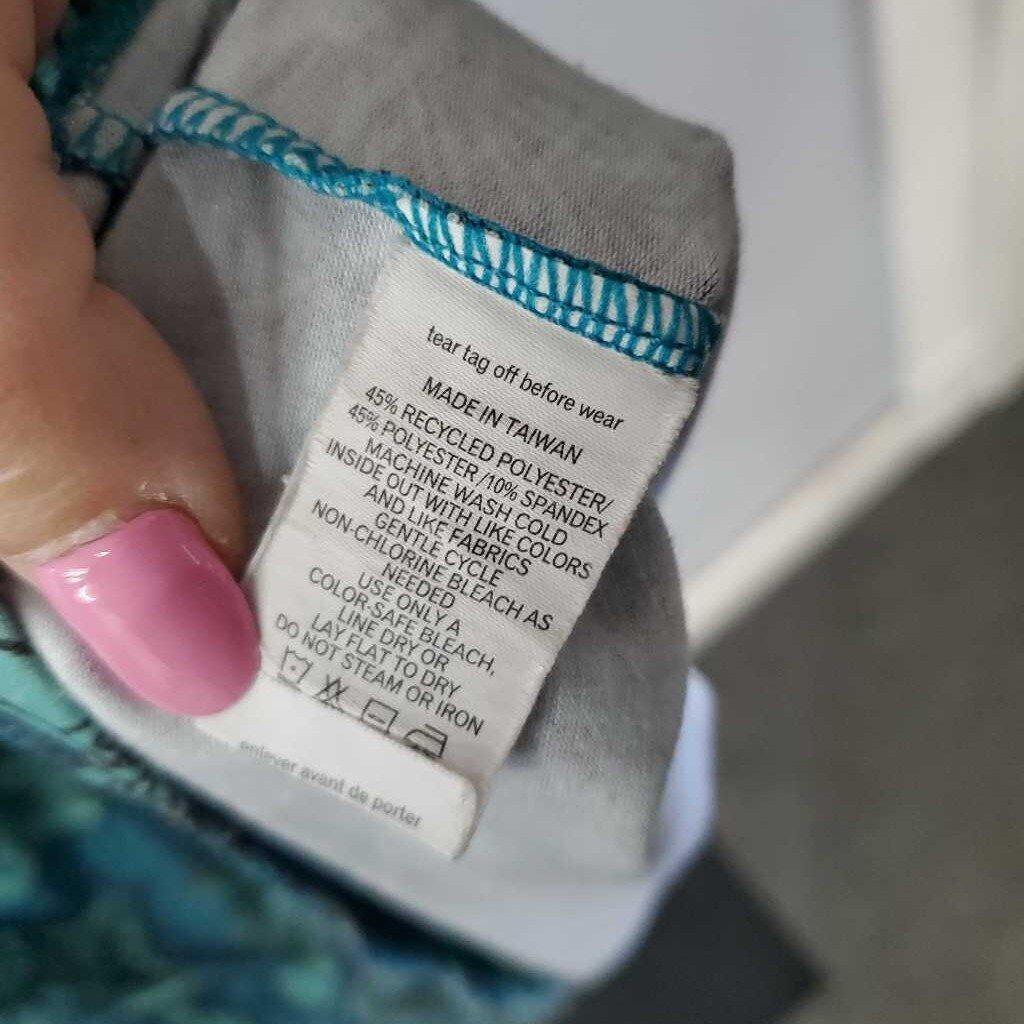 tear tag off before wear
MADE IN TAIWAN
45% RECYCLED POLYESTER/
45% POLYESTER /10% SPANDEX
MACHINE WASH COLD
INSIDE OUT WITH LIKE COLORS
AND LIKE FABRICS
GENTLE CYCLE
NON-CHLORINE BLEACH AS
NEEDED
USE ONLY A
COLOR-SAFE BLEACH,
LINE DRY OR
LAY FLAT TO DRY
DO NOT STEAM OR IRON
enlever avant de porter